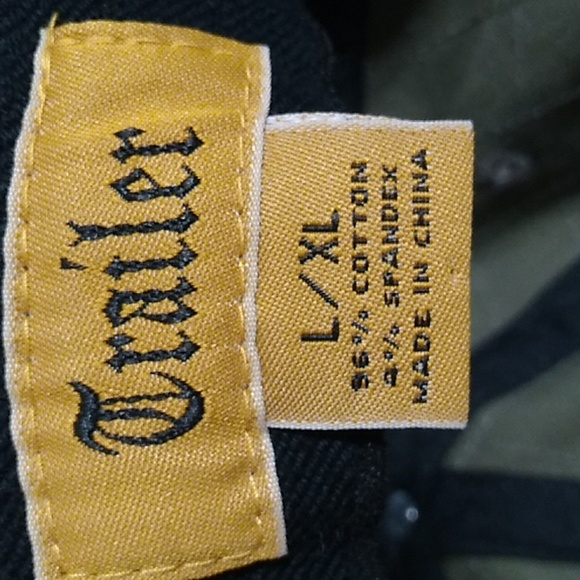 Trailer
L/XL
96% COTTON
4% SPANDEX
MADE IN CHINA